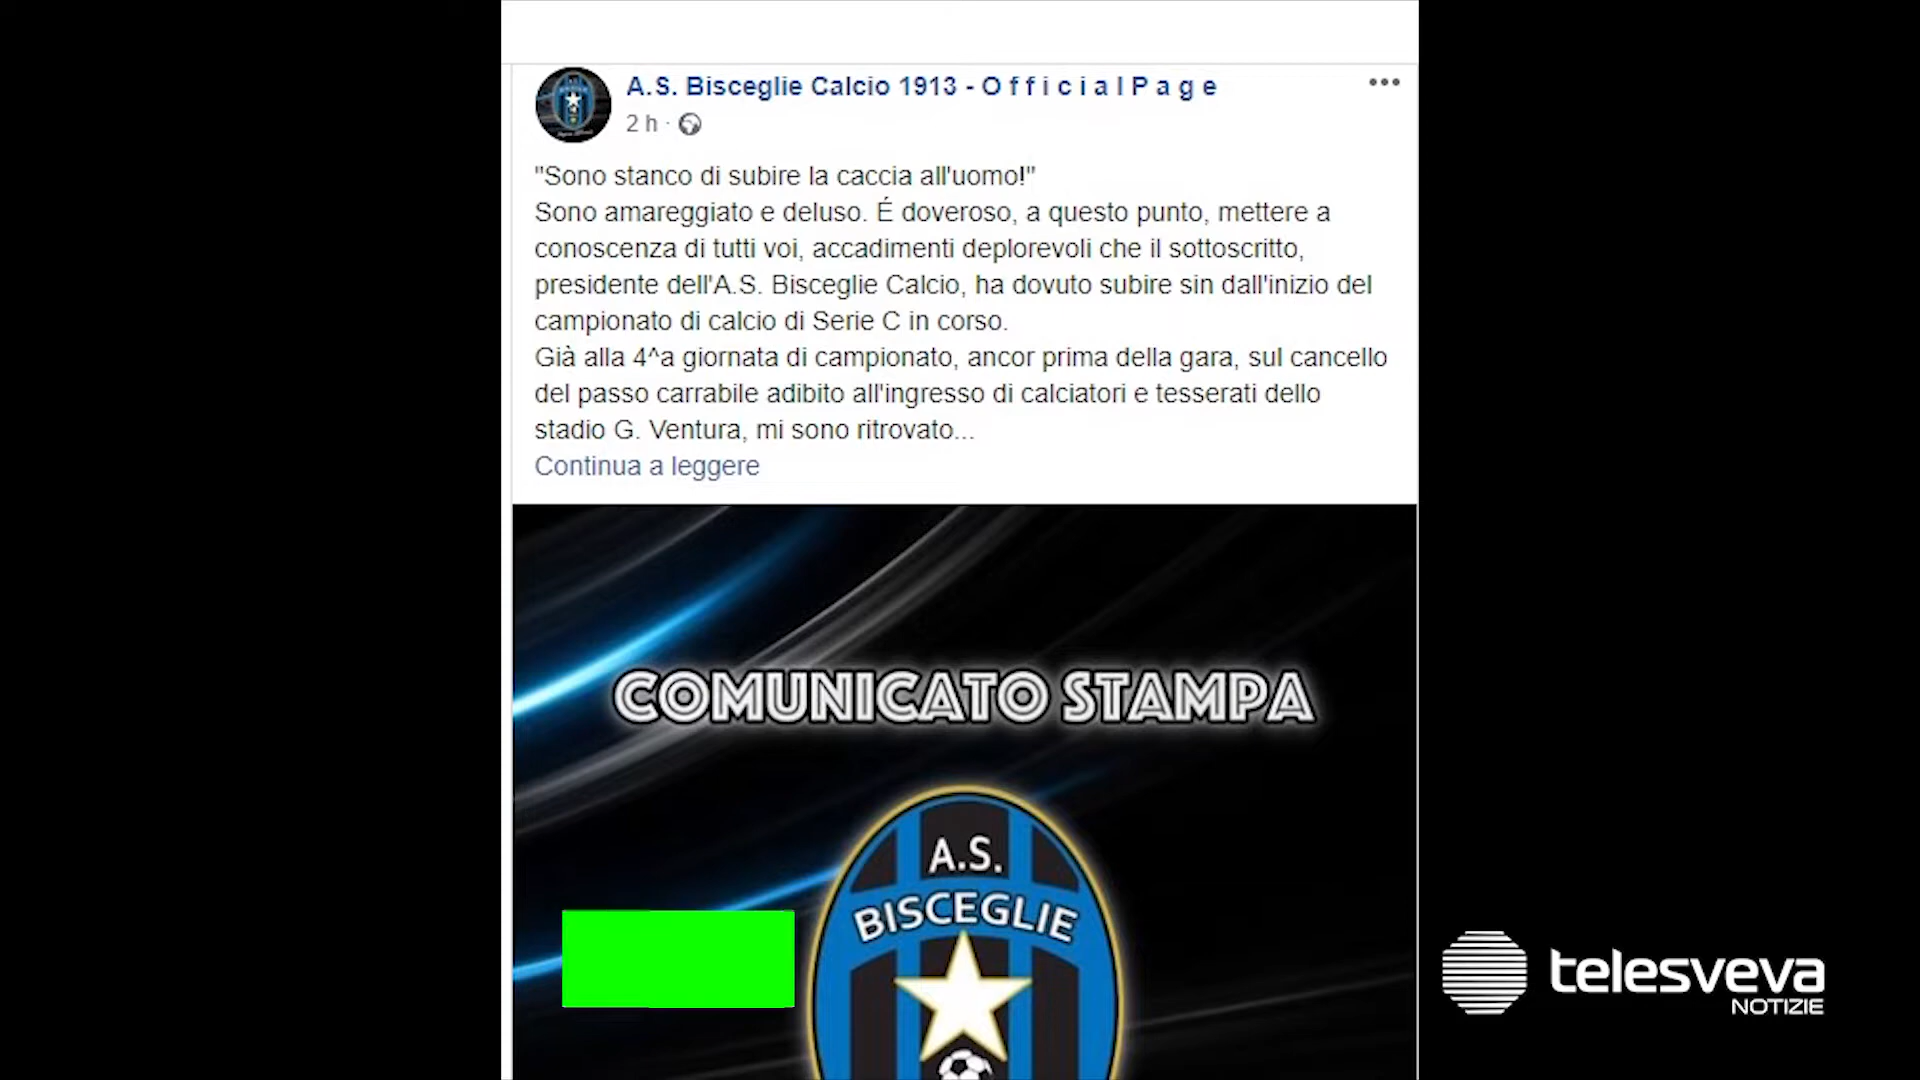 A.S. Bisceglie Calcio 1913 - O f f i c i a l P a g e
2 h ·
"Sono stanco di subire la caccia all'uomo!"
Sono amareggiato e deluso. É doveroso, a questo punto, mettere a
conoscenza di tutti voi, accadimenti deplorevoli che il sottoscritto,
presidente dell'A.S. Bisceglie Calcio, ha dovuto subire sin dall'inizio del
campionato di calcio di Serie C in corso.
Già alla 4^a giornata di campionato, ancor prima della gara, sul cancello
del passo carrabile adibito all'ingresso di calciatori e tesserati dello
stadio G. Ventura, mi sono ritrovato...
Continua a leggere
COMUNICATO STAMPA
A.S.
BISCEGLIE
telesveva
NOTIZIE